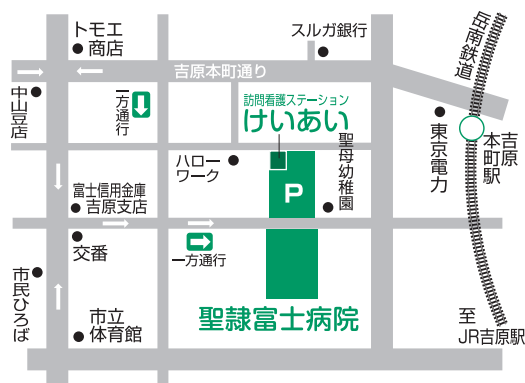 トモエ
商店
スルガ銀行
岳南鉄道
吉原本町通り
中山豆店
一方通行
訪問看護ステーション
けいあい
聖母幼稚園
東京電力
吉原
本町駅
ハロー
ワーク
P
富士信用金庫
吉原支店
交番
一方通行
市民ひろば
市立
体育館
聖隷富士病院
至
JR吉原駅